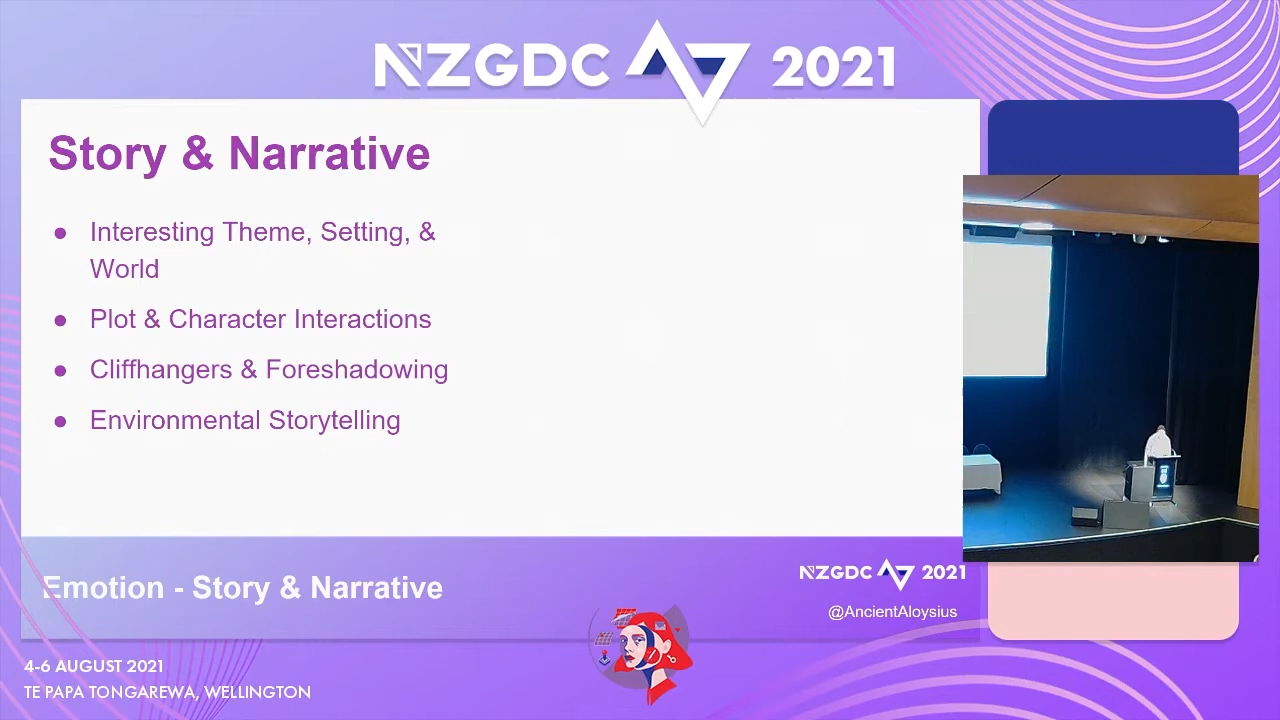 NZGDC 2021
Story & Narrative
● Interesting Theme, Setting, &
World
● Plot & Character Interactions
● Cliffhangers & Foreshadowing
● Environmental Storytelling
Emotion - Story & Narrative
NZGDC 2021
@AncientAloysius
4-6 AUGUST 2021
TE PAPA TONGAREWA, WELLINGTON